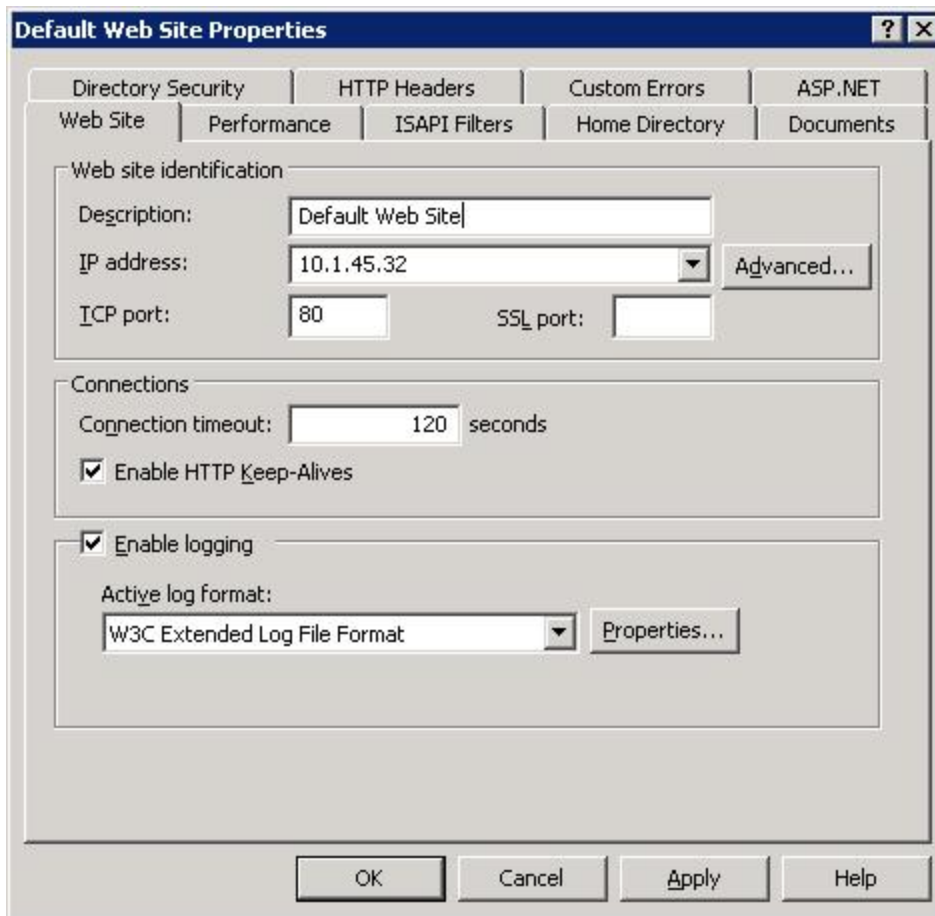 Default Web Site Properties
Directory Security HTTP Headers Custom Errors ASP.NET
Web Site Performance ISAPI Filters Home Directory Documents
Web site identification
Description: Default Web Site
IP address: 10.1.45.32 Advanced...
TCP port: 80 SSL port:
Connections
Connection timeout: 120 seconds
Enable HTTP Keep-Alives
Enable logging
Active log format:
W3C Extended Log File Format Properties...
OK Cancel Apply Help